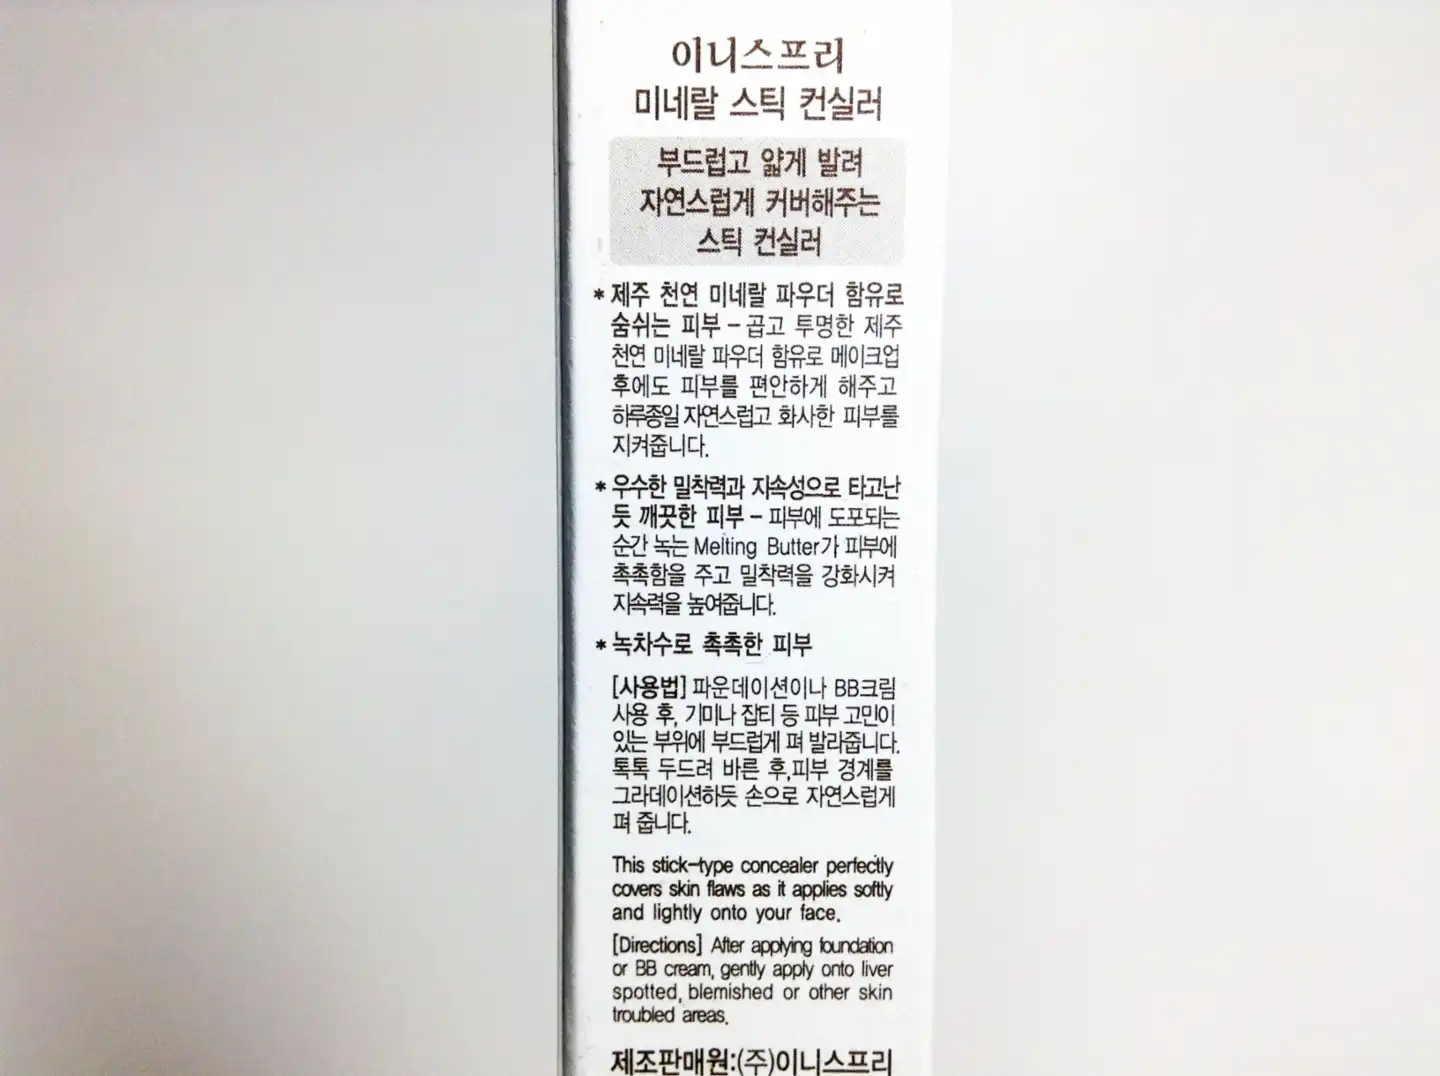 이니스프리
미네랄 스틱 컨실러
부드럽고 얇게 발려
자연스럽게 커버해주는
스틱 컨실러
* 제주 천연 미네랄 파우더 함유로
숨쉬는 피부 - 곱고 투명한 제주
천연 미네랄 파우더 함유로 메이크업
후에도 피부를 편안하게 해주고
하루종일 자연스럽고 화사한 피부를
지켜줍니다.
* 우수한 밀착력과 지속성으로 타고난
듯 깨끗한 피부 - 피부에 도포되는
순간 녹는 Melting Butter가 피부에
촉촉함을 주고 밀착력을 강화시켜
지속력을 높여줍니다.
* 녹차수로 촉촉한 피부
[사용법] 파운데이션이나 BB크림
사용 후, 기미나 잡티 등 피부 고민이
있는 부위에 부드럽게 펴 발라줍니다.
톡톡 두드려 바른 후,피부 경계를
그라데이션하듯 손으로 자연스럽게
펴 줍니다.
This stick-type concealer perfectly
covers skin flaws as it applies softly
and lightly onto your face.
[Directions] After applying foundation
or BB cream, gently apply onto liver
spotted, blemished or other skin
troubled areas.
제조판매원:(주)이니스프리